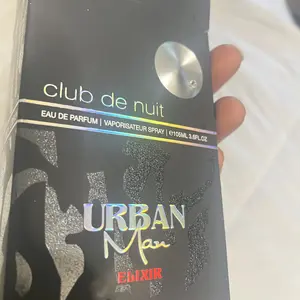 club de nuit
EAU DE PARFUM | VAPORISATEUR SPRAY | ℮105ML 3.6FL.OZ
URBAN
Man
ELIXIR